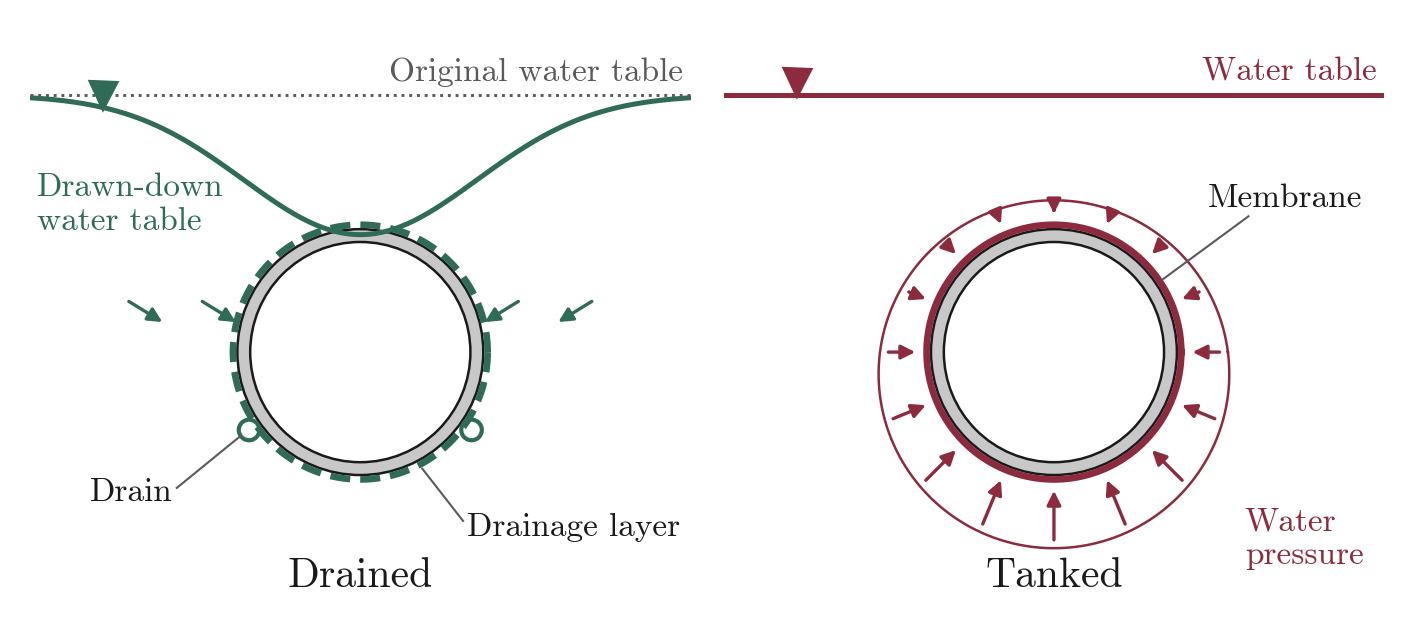 Original water table
Drawn-down
water table
Drain
Drainage layer
Drained
Water table
Membrane
Water
pressure
Tanked